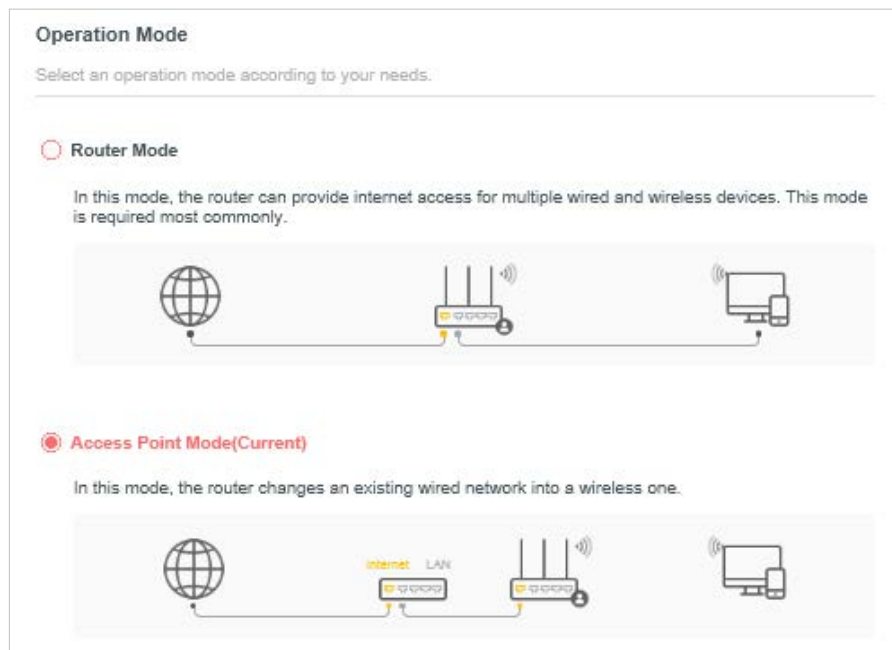 Operation Mode
Select an operation mode according to your needs.
Router Mode
In this mode, the router can provide internet access for multiple wired and wireless devices. This mode
is required most commonly.
Access Point Mode(Current)
In this mode, the router changes an existing wired network into a wireless one.
Internet LAN